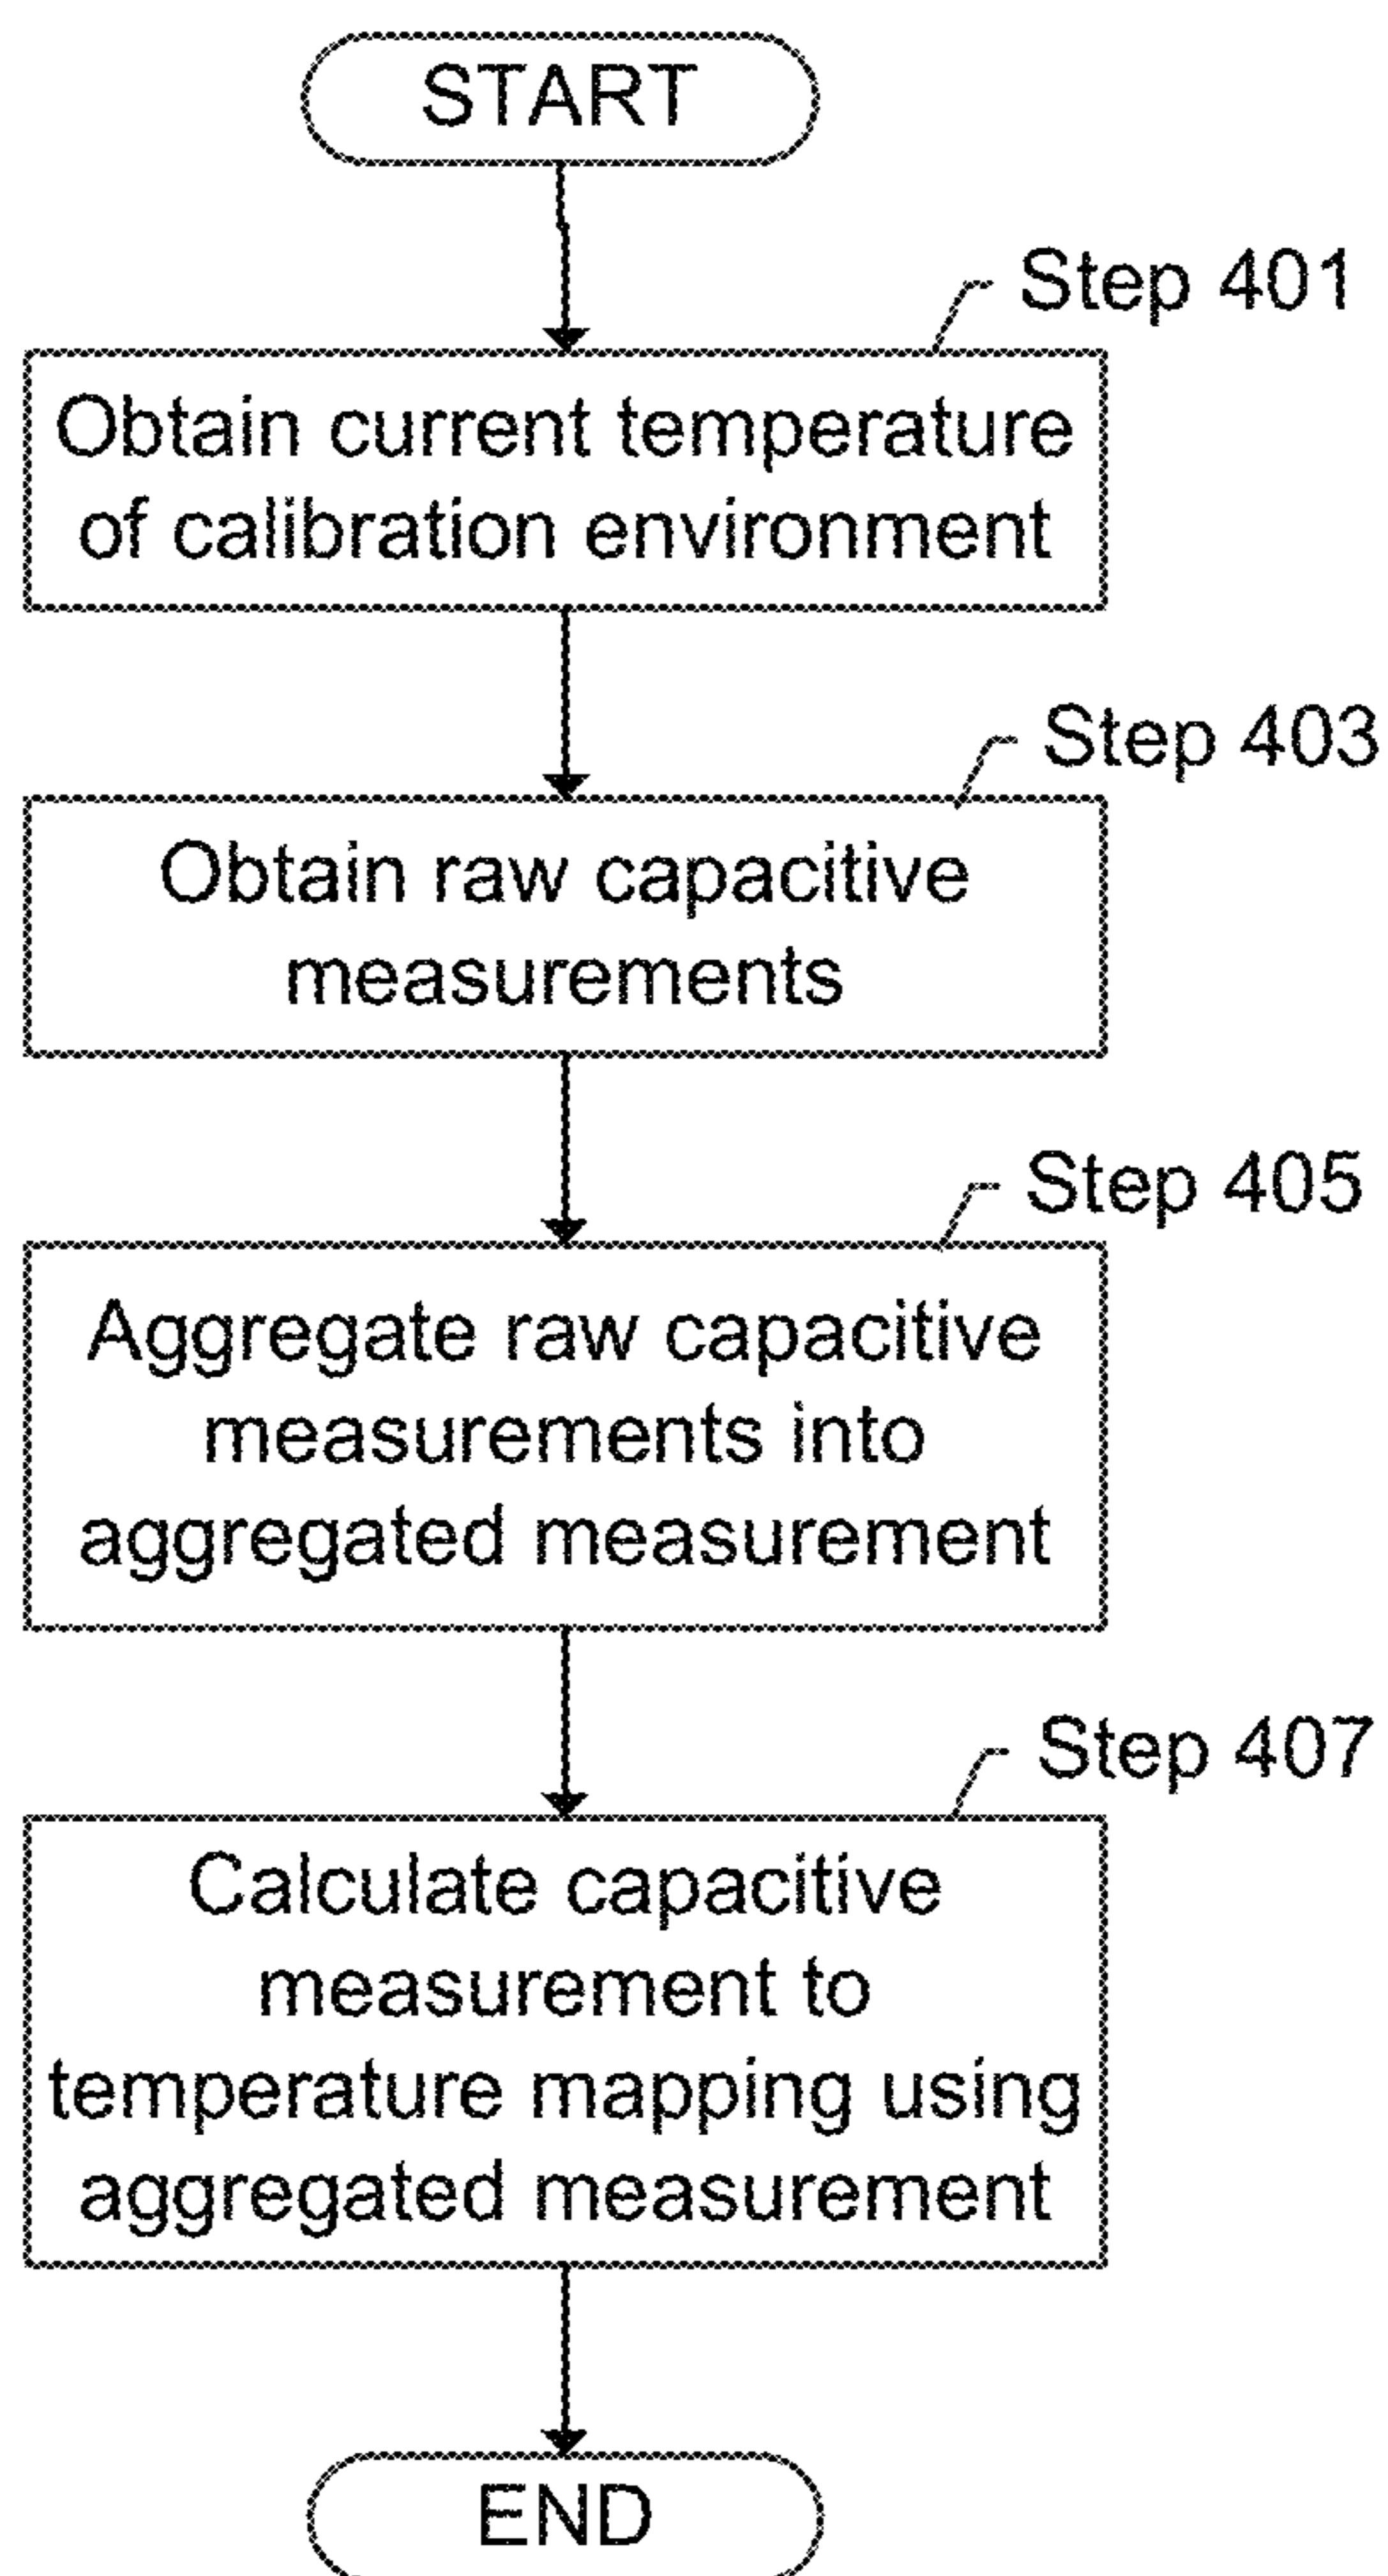 START
Step 401
Obtain current temperature
of calibration environment
Step 403
Obtain raw capacitive
measurements
Step 405
Aggregate raw capacitive
measurements into
aggregated measurement
Step 407
Calculate capacitive
measurement to
temperature mapping using
aggregated measurement
END